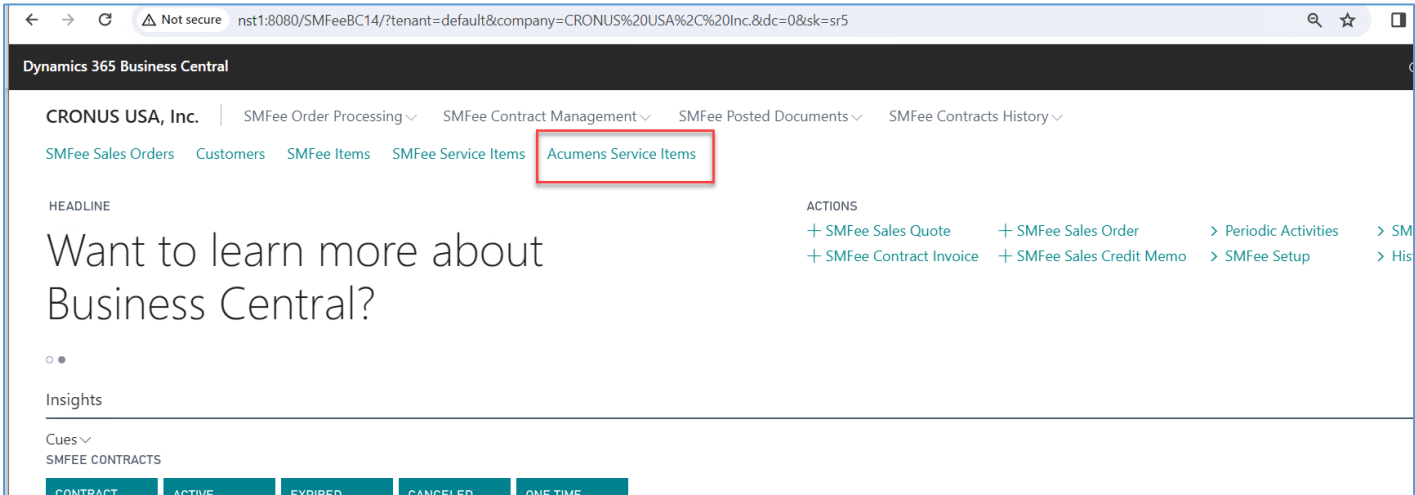 Not secure nst1:8080/SMFeeBC14/?tenant=default&company=CRONUS%20USA%2C%20Inc.&dc=0&sk=sr5
Dynamics 365 Business Central
CRONUS USA, Inc. SMFee Order Processing SMFee Contract Management SMFee Posted Documents SMFee Contracts History
SMFee Sales Orders Customers SMFee Items SMFee Service Items Acumens Service Items
HEADLINE
Want to learn more about
Business Central?
ACTIONS
+ SMFee Sales Quote + SMFee Sales Order > Periodic Activities > SM
+ SMFee Contract Invoice + SMFee Sales Credit Memo > SMFee Setup > His
Insights
Cues
SMFEE CONTRACTS
CONTRACT ACTIVE EXPIRED CANCELED ONE TIME